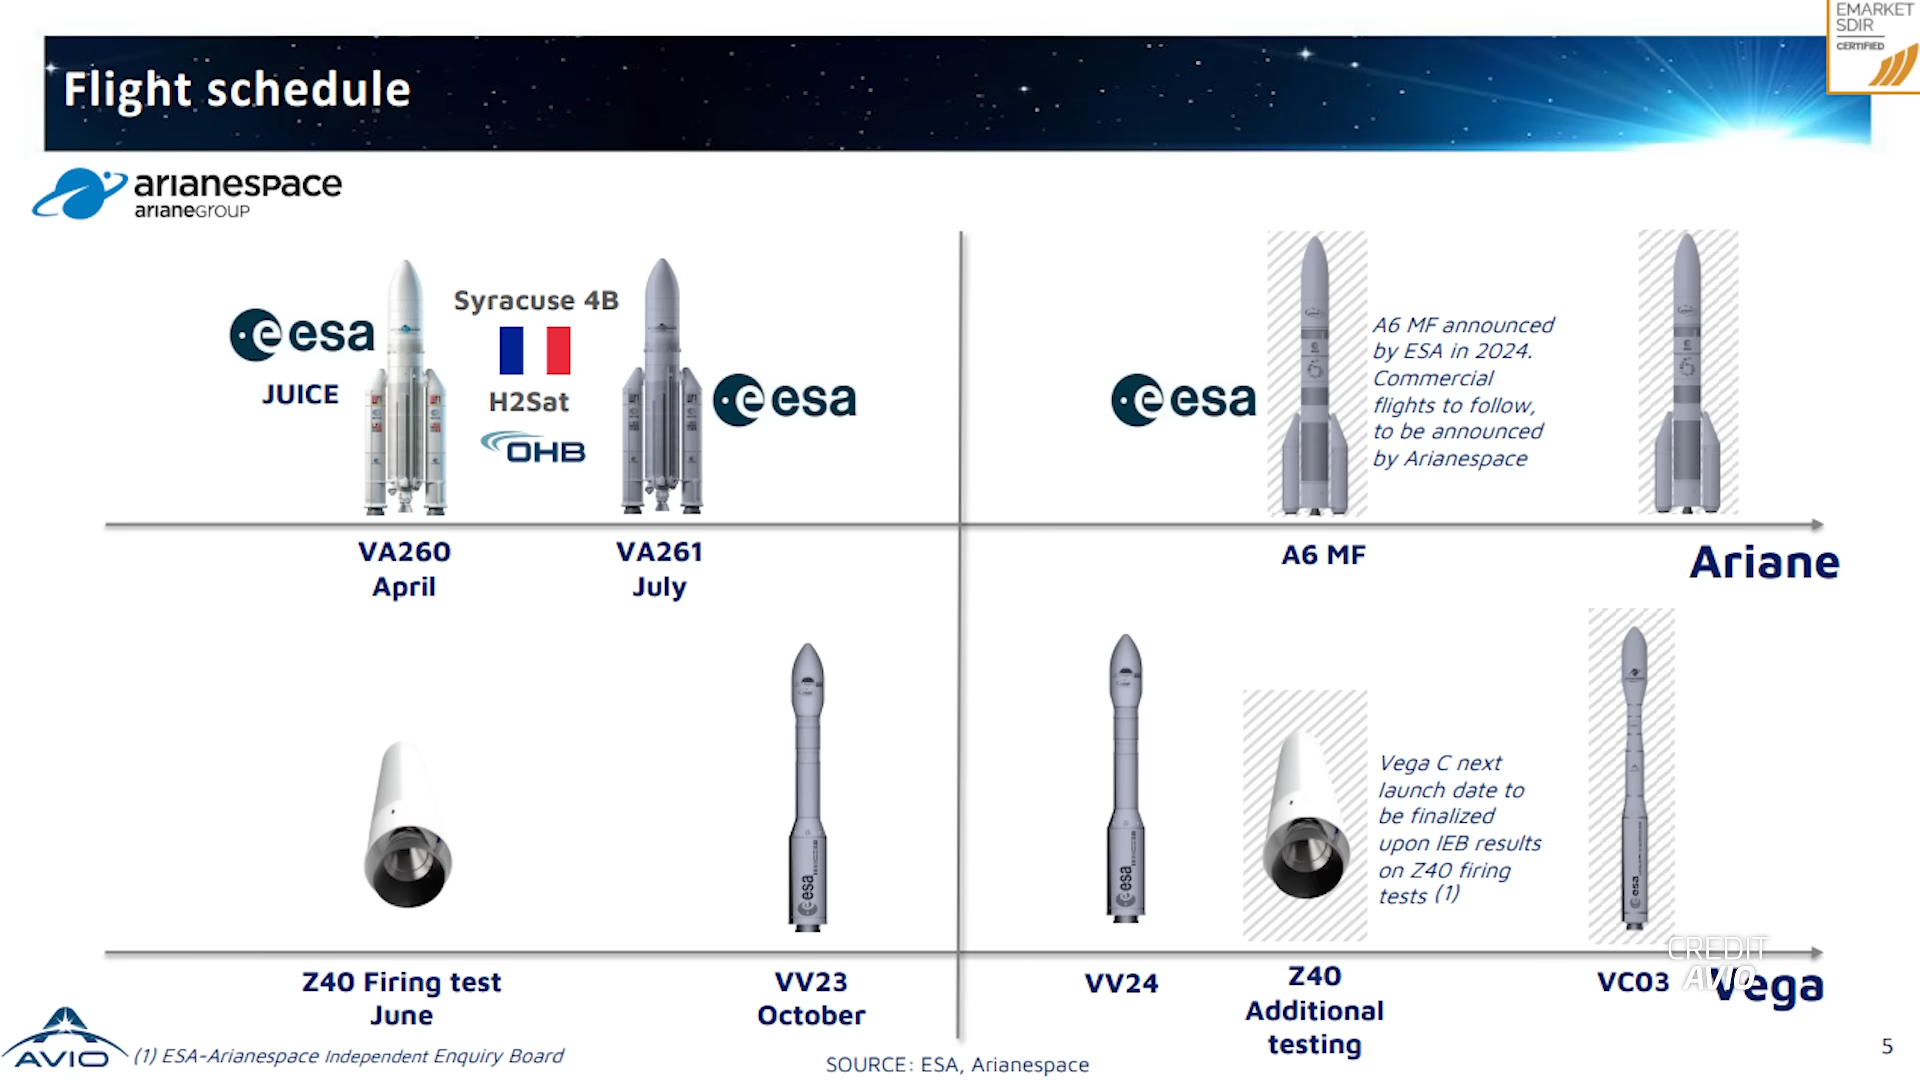 EMARKET
SDIR
CERTIFIED
Flight schedule
arianespace
arianeGROUP
esa
JUICE
Syracuse 4B
H2Sat
OHB
esa
esa
A6 MF announced
by ESA in 2024.
Commercial
flights to follow,
to be announced
by Arianespace
VA260
April
VA261
July
A6 MF
Ariane
esa
esa
Vega C next
launch date to
be finalized
upon IEB results
on Z40 firing
tests (1)
esa
Z40 Firing test
June
VV23
October
VV24
Z40
Additional
testing
VC03
Vega
CREDIT
AVIO
AVIO
(1) ESA-Arianespace Independent Enquiry Board
SOURCE: ESA, Arianespace
5